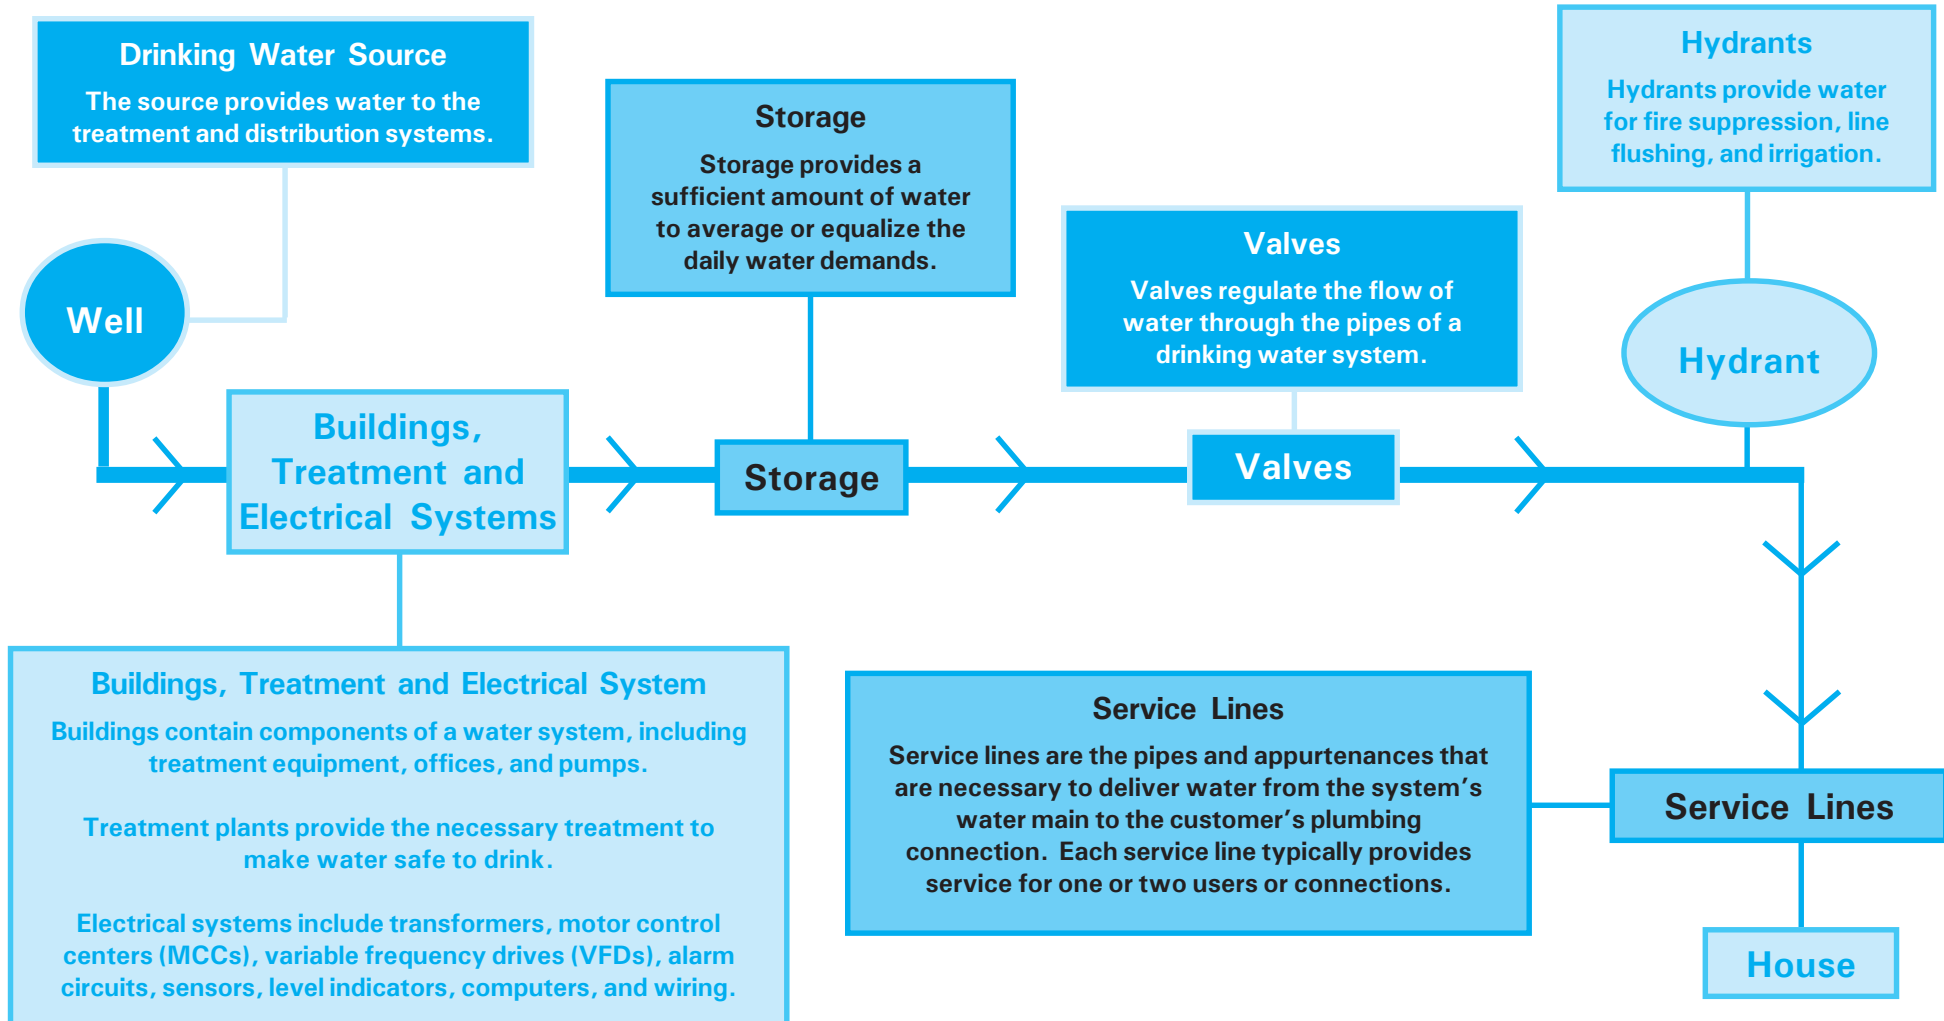 Drinking Water Source
The source provides water to the
treatment and distribution systems.
Well
Buildings,
Treatment and
Electrical Systems
Buildings, Treatment and Electrical System
Buildings contain components of a water system, including
treatment equipment, offices, and pumps.
Treatment plants provide the necessary treatment to
make water safe to drink.
Electrical systems include transformers, motor control
centers (MCCs), variable frequency drives (VFDs), alarm
circuits, sensors, level indicators, computers, and wiring.
Storage
Storage provides a
sufficient amount of water
to average or equalize the
daily water demands.
Storage
Valves
Valves regulate the flow of
water through the pipes of a
drinking water system.
Valves
Hydrants
Hydrants provide water
for fire suppression, line
flushing, and irrigation.
Hydrant
Service Lines
Service lines are the pipes and appurtenances that
are necessary to deliver water from the system’s
water main to the customer’s plumbing
connection.  Each service line typically provides
service for one or two users or connections.
Service Lines
House